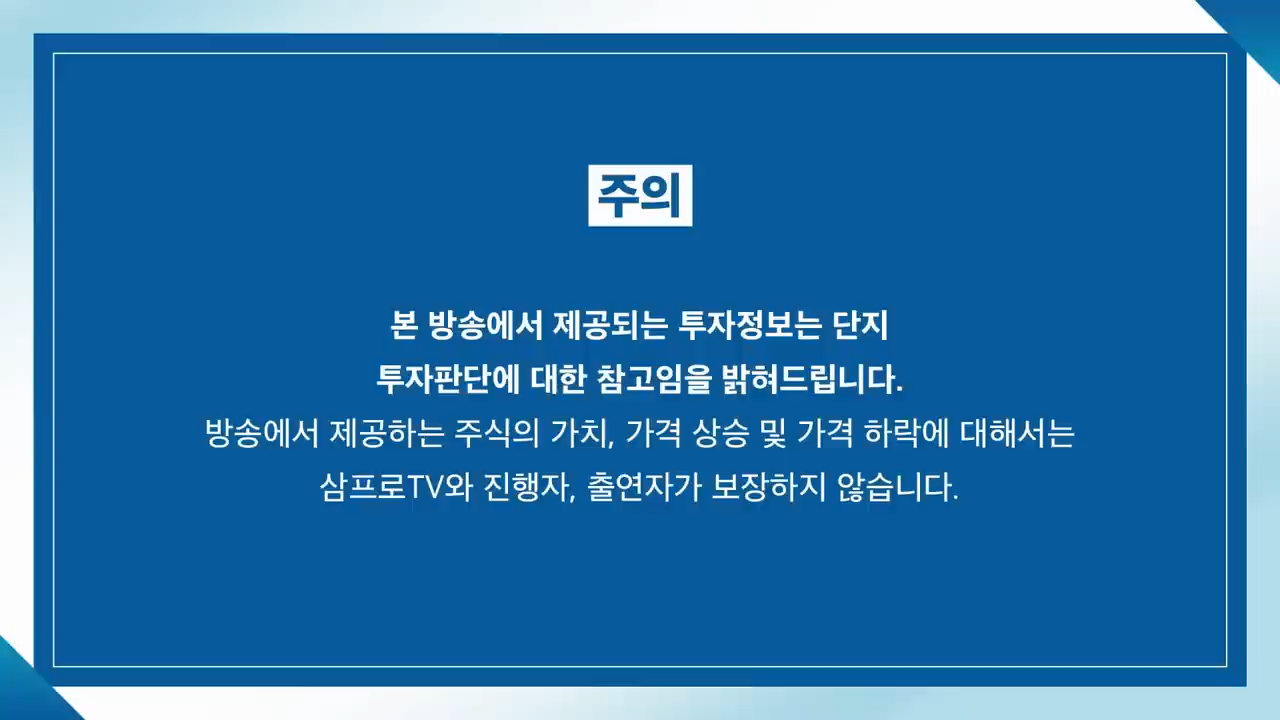 주의
본 방송에서 제공되는 투자정보는 단지
투자판단에 대한 참고임을 밝혀드립니다.
방송에서 제공하는 주식의 가치, 가격 상승 및 가격 하락에 대해서는
삼프로TV와 진행자, 출연자가 보장하지 않습니다.